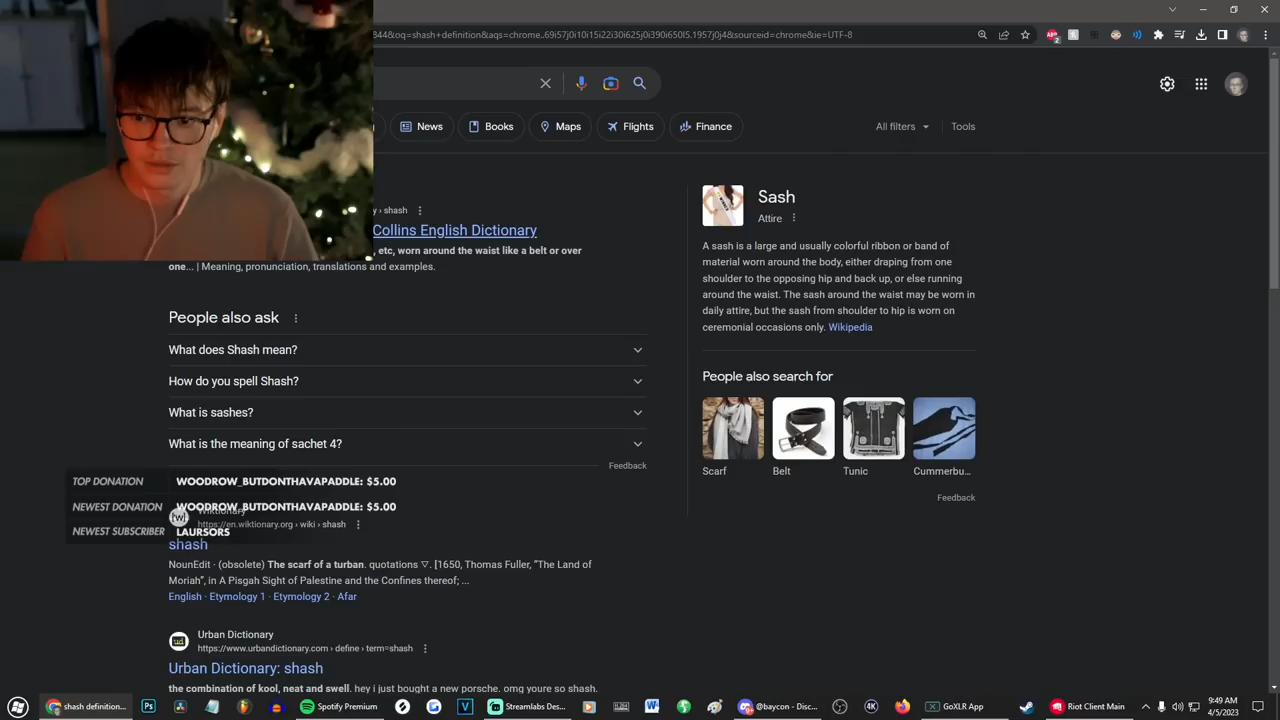 844&oq=shash+definition&aqs=chrome..69i57j0i10i15i22i30i625j0i390i650l5.1957j0j4&sourceid=chrome&ie=UTF-8
2
News
Books
Maps
Flights
Finance
All filters
Tools
› shash
Collins English Dictionary
, etc, worn around the waist like a belt or over
one... | Meaning, pronunciation, translations and examples.
People also ask
What does Shash mean?
How do you spell Shash?
What is sashes?
What is the meaning of sachet 4?
Feedback
TOP DONATION WOODROW_BUTDONTHAVAPADDLE: $5.00
NEWEST DONATION WOODROW_BUTDONTHAVAPADDLE: $5.00
Wiktionary
https://en.wiktionary.org › wiki › shash
NEWEST SUBSCRIBER LAURSORS
shash
NounEdit · (obsolete) The scarf of a turban. quotations ▽. [1650, Thomas Fuller, "The Land of
Moriah", in A Pisgah Sight of Palestine and the Confines thereof; ...
English · Etymology 1 · Etymology 2 · Afar
Urban Dictionary
https://www.urbandictionary.com › define › term=shash
Urban Dictionary: shash
the combination of kool, neat and swell. hey i just bought a new porsche. omg youre so shash.
Sash
Attire
A sash is a large and usually colorful ribbon or band of
material worn around the body, either draping from one
shoulder to the opposing hip and back up, or else running
around the waist. The sash around the waist may be worn in
daily attire, but the sash from shoulder to hip is worn on
ceremonial occasions only. Wikipedia
People also search for
Scarf
Belt
Tunic
Cummerbu...
Feedback
shash definition...
Spotify Premium
Streamlabs Des...
@baycon - Disc...
GoXLR App
Riot Client Main
9:49 AM
4/5/2023